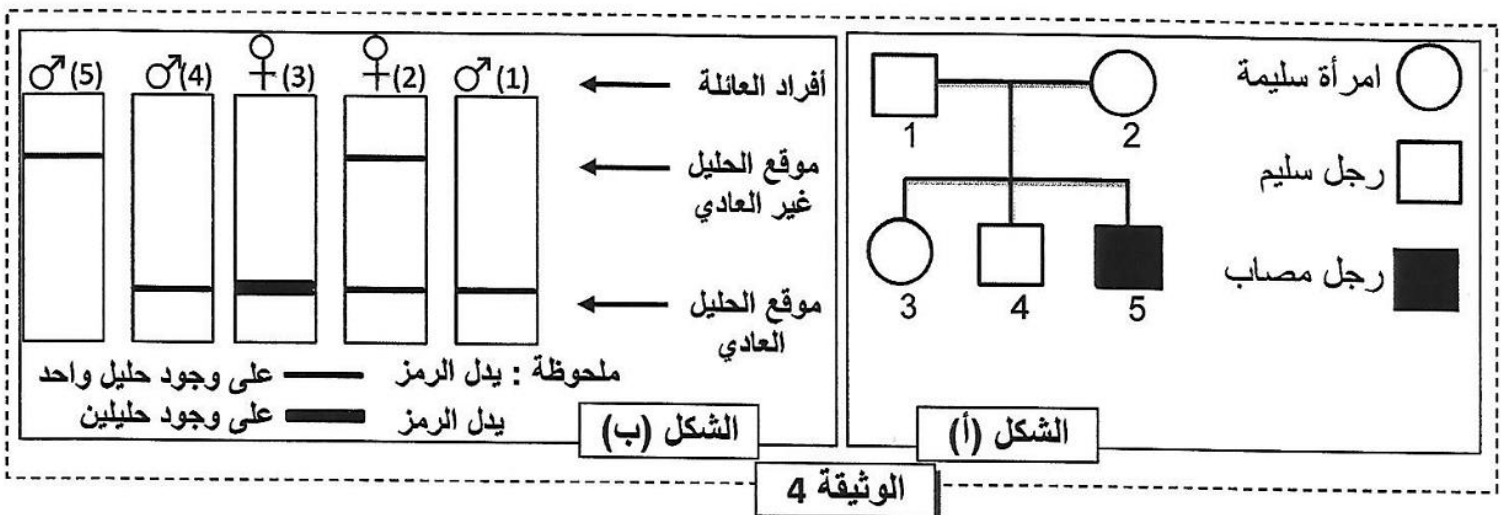 امرأة سليمة
رجل سليم
رجل مصاب
1
2
3
4
5
الشكل (أ)
♂(5) ♂(4) ♀(3) ♀(2) ♂(1)
أفراد العائلة
موقع الحليل
غير العادي
موقع الحليل
العادي
ملحوظة : يدل الرمز على وجود حليل واحد
يدل الرمز على وجود حليلين
الشكل (ب)
الوثيقة 4